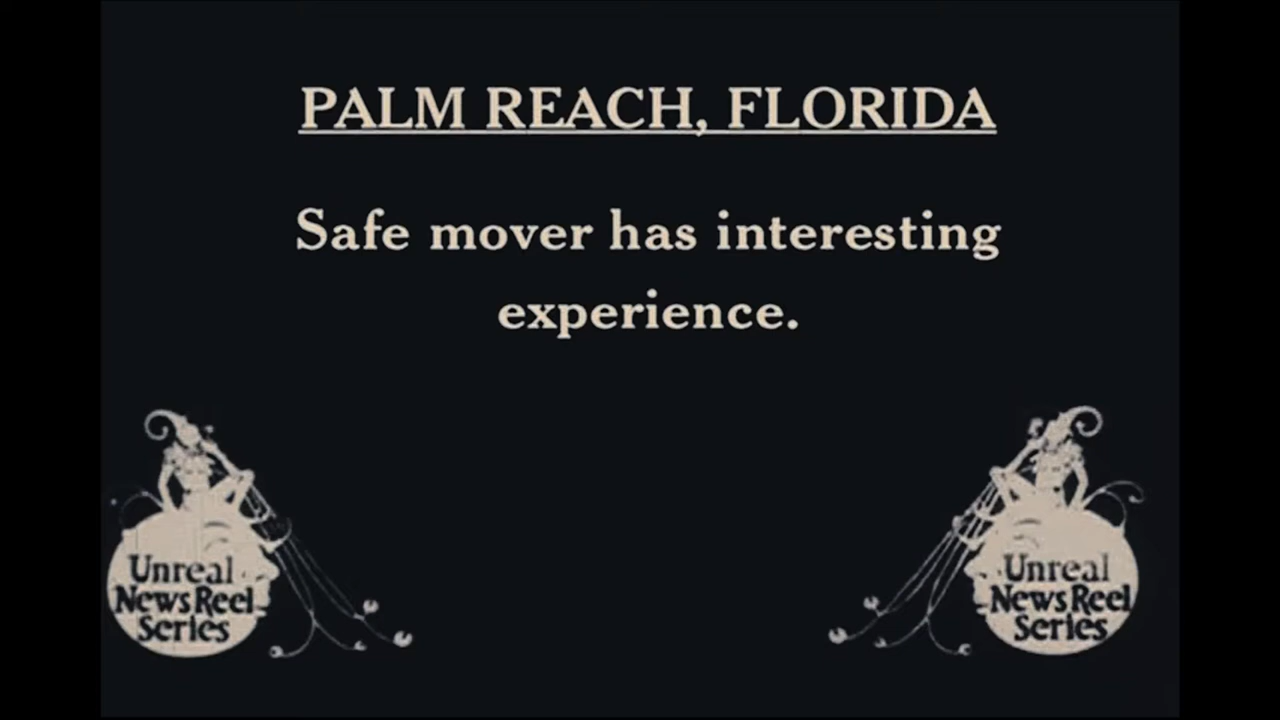 PALM REACH, FLORIDA
Safe mover has interesting
experience.
Unreal
News Reel
Series
Unreal
News Reel
Series